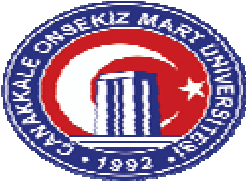 ÇANAKKALE ONSEKİZ MART ÜNİVERSİTESİ
• 1992 •